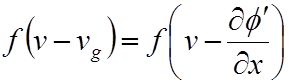 f(v − v_g) = f(v − ∂ϕ′/∂x)